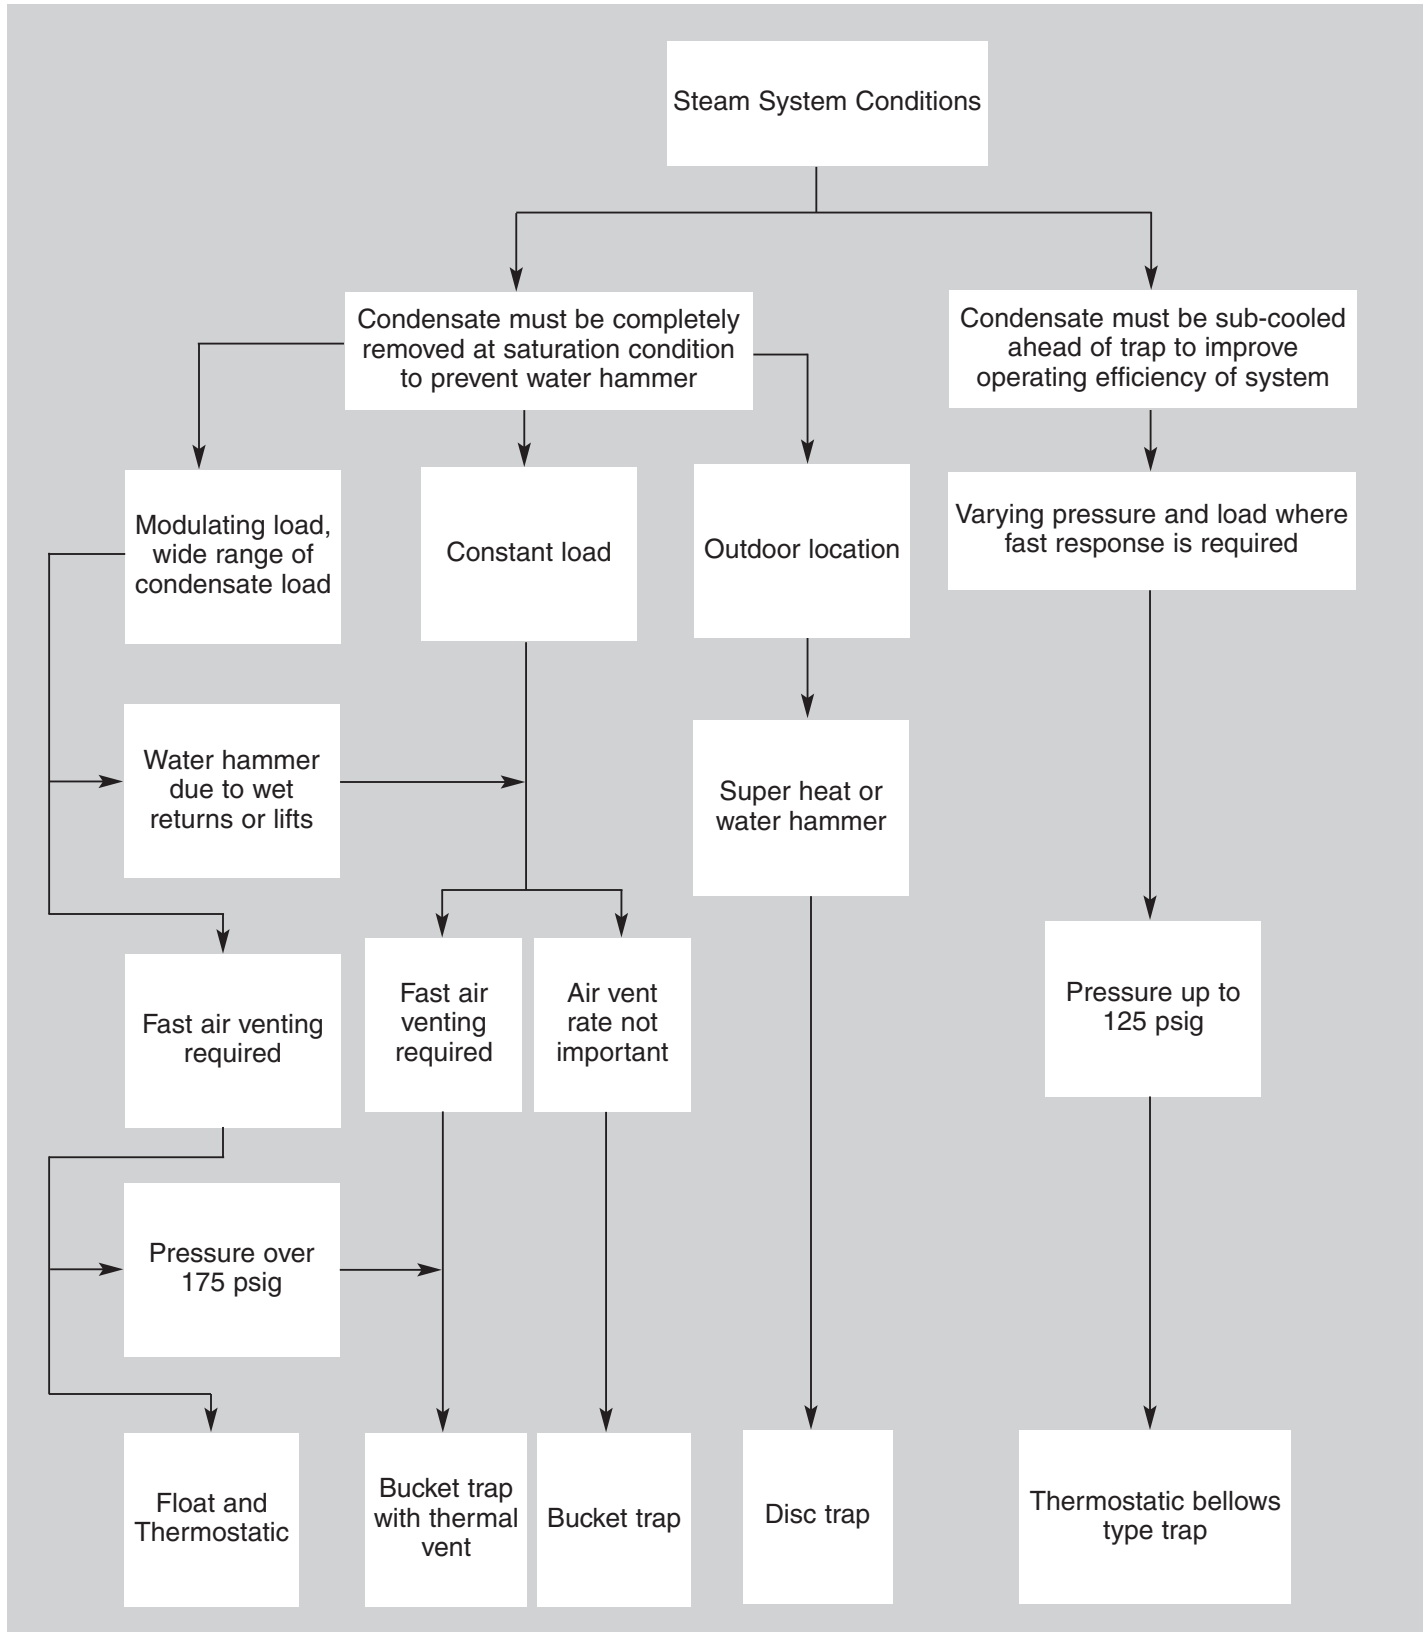 Steam System Conditions
Condensate must be completely
removed at saturation condition
to prevent water hammer
Condensate must be sub-cooled
ahead of trap to improve
operating efficiency of system
Modulating load,
wide range of
condensate load
Constant load
Outdoor location
Varying pressure and load where
fast response is required
Water hammer
due to wet
returns or lifts
Super heat or
water hammer
Fast air venting
required
Fast air
venting
required
Air vent
rate not
important
Pressure up to
125 psig
Pressure over
175 psig
Float and
Thermostatic
Bucket trap
with thermal
vent
Bucket trap
Disc trap
Thermostatic bellows
type trap